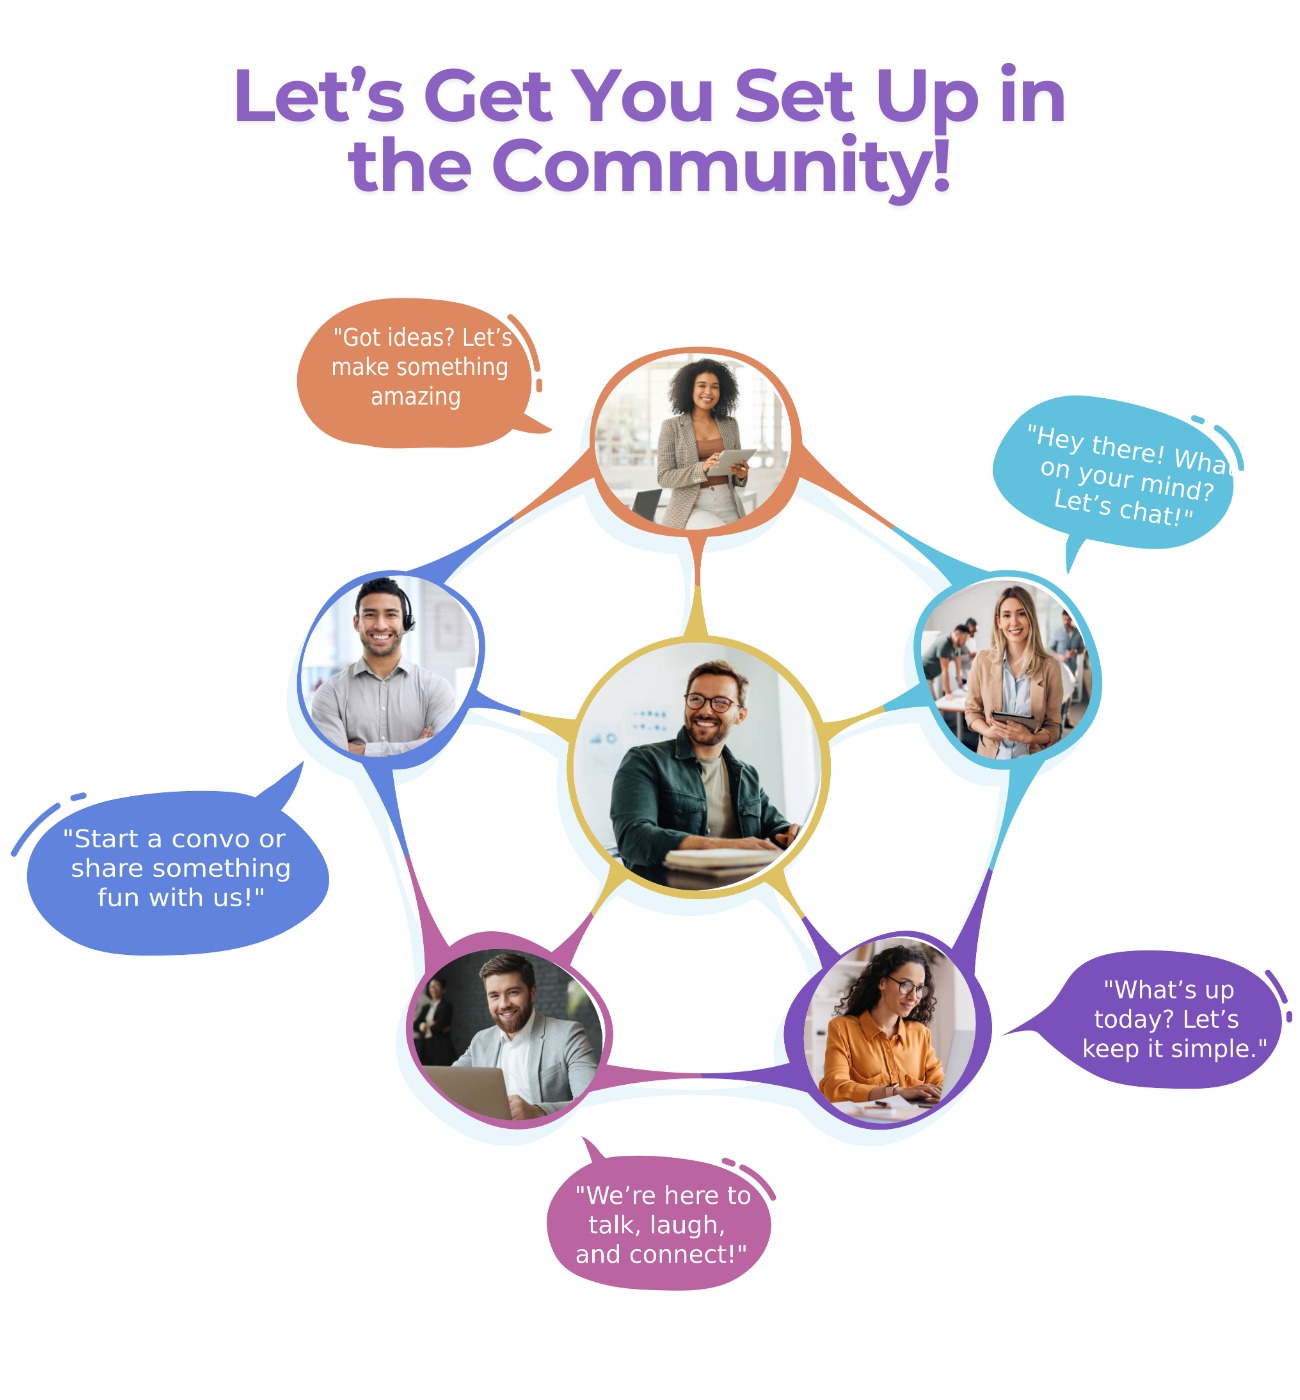 Let’s Get You Set Up in
the Community!
"Got ideas? Let’s
make something
amazing
"Hey there! What
on your mind?
Let’s chat!"
"Start a convo or
share something
fun with us!"
"What’s up
today? Let’s
keep it simple."
"We’re here to
talk, laugh,
and connect!"